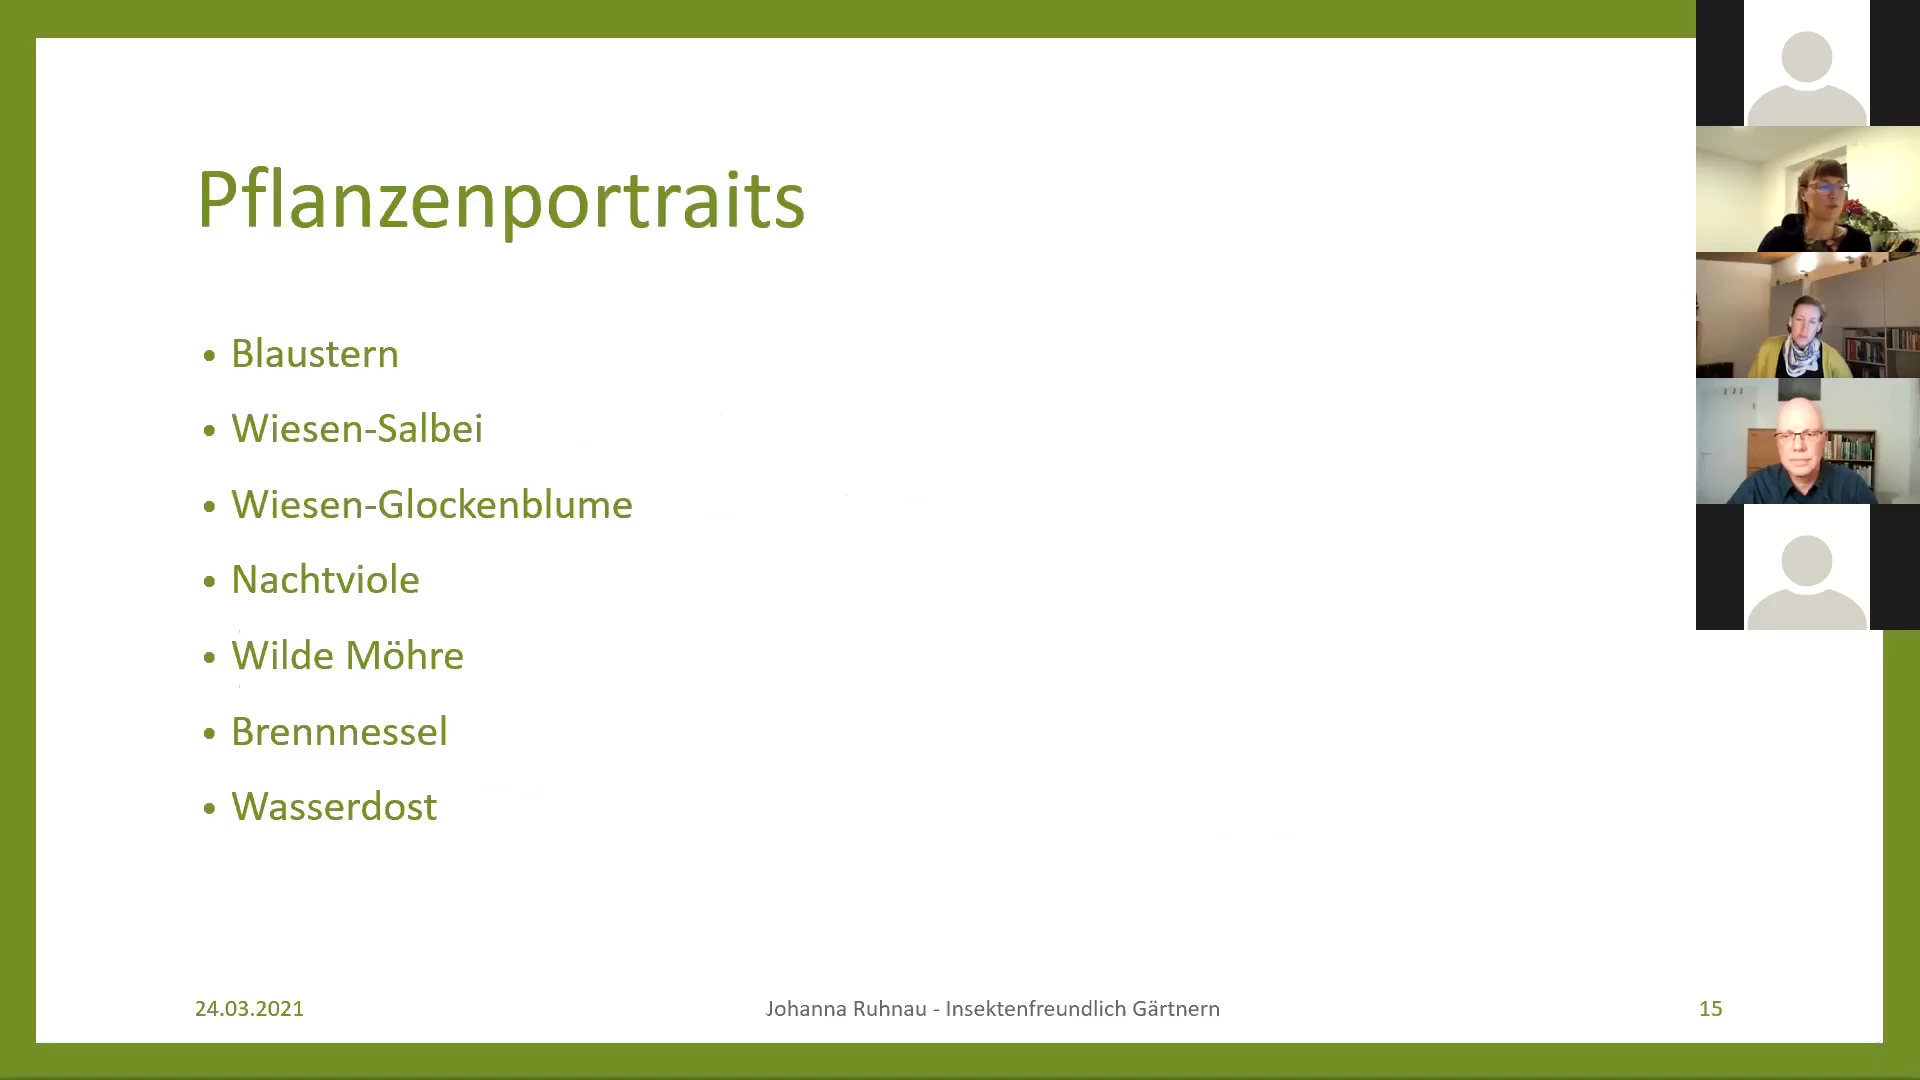 Pflanzenportraits
• Blaustern
• Wiesen-Salbei
• Wiesen-Glockenblume
• Nachtviole
• Wilde Möhre
• Brennnessel
• Wasserdost
24.03.2021
Johanna Ruhnau - Insektenfreundlich Gärtnern
15